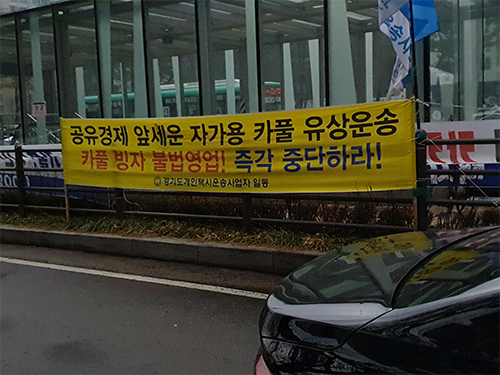 공유경제 앞세운 자가용 카풀 유상운송
카풀 빙자 불법영업! 즉각 중단하라!
경기도개인택시운송사업자 일동